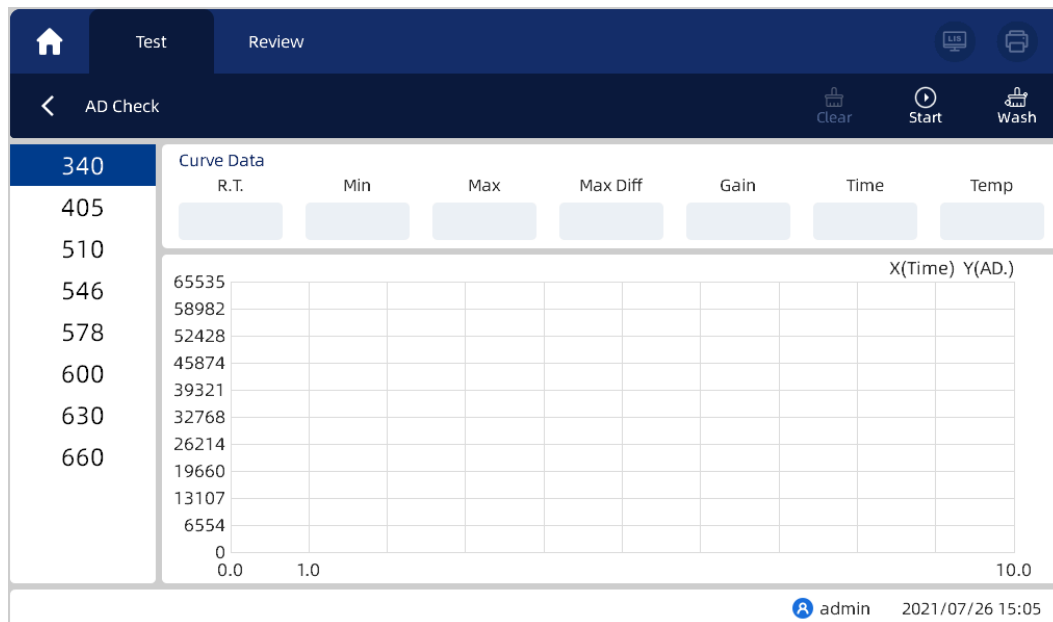 Test Review LIS
AD Check Clear Start Wash
340
405
510
546
578
600
630
660
Curve Data
R.T. Min Max Max Diff Gain Time Temp
X(Time) Y(AD.)
65535
58982
52428
45874
39321
32768
26214
19660
13107
6554
0
0.0 1.0 10.0
admin 2021/07/26 15:05